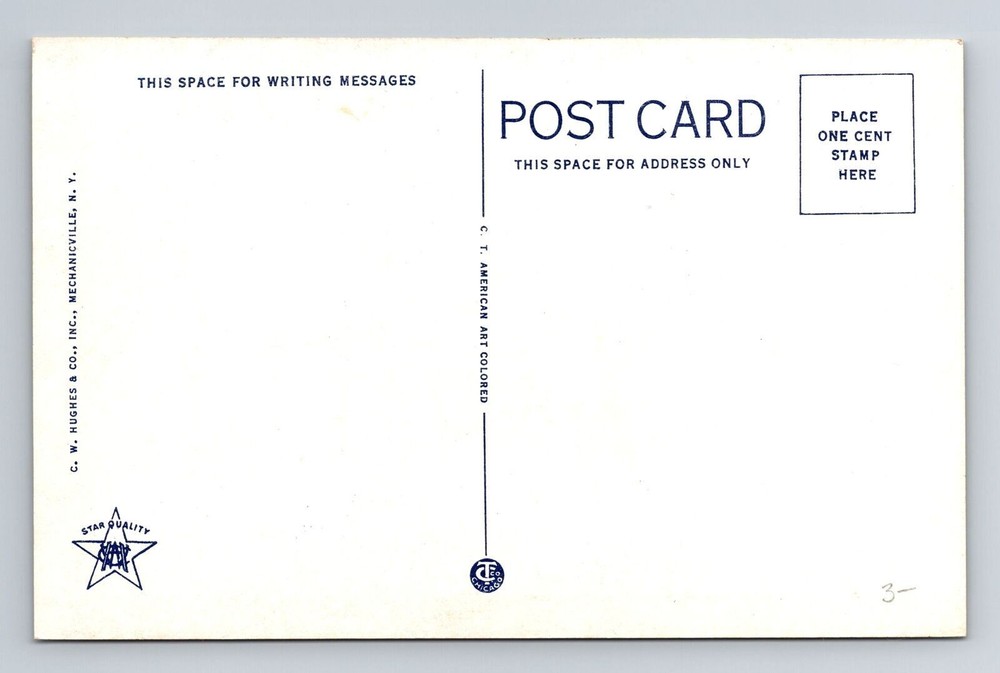 THIS SPACE FOR WRITING MESSAGES
POST CARD
THIS SPACE FOR ADDRESS ONLY
PLACE
ONE CENT
STAMP
HERE
C. W. HUGHES & CO., INC., MECHANICVILLE, N. Y.
C. T. AMERICAN ART COLORED
STAR QUALITY
CHICAGO
3-